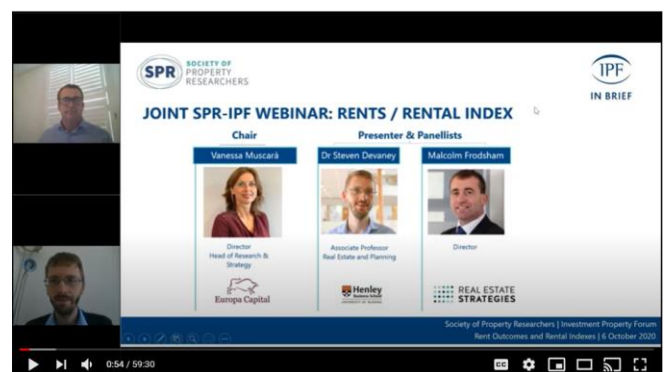 SPR
SOCIETY OF
PROPERTY
RESEARCHERS
IPF
IN BRIEF
JOINT SPR-IPF WEBINAR: RENTS / RENTAL INDEX
Chair
Presenter & Panellists
Vanessa Muscarà
Dr Steven Devaney
Malcolm Frodsham
Director
Head of Research &
Strategy
Associate Professor
Real Estate and Planning
Director
Europa Capital
Henley
Business School
UNIVERSITY OF READING
REAL ESTATE
STRATEGIES
Society of Property Researchers | Investment Property Forum
Rent Outcomes and Rental Indexes | 6 October 2020
0:54 / 59:30
CC